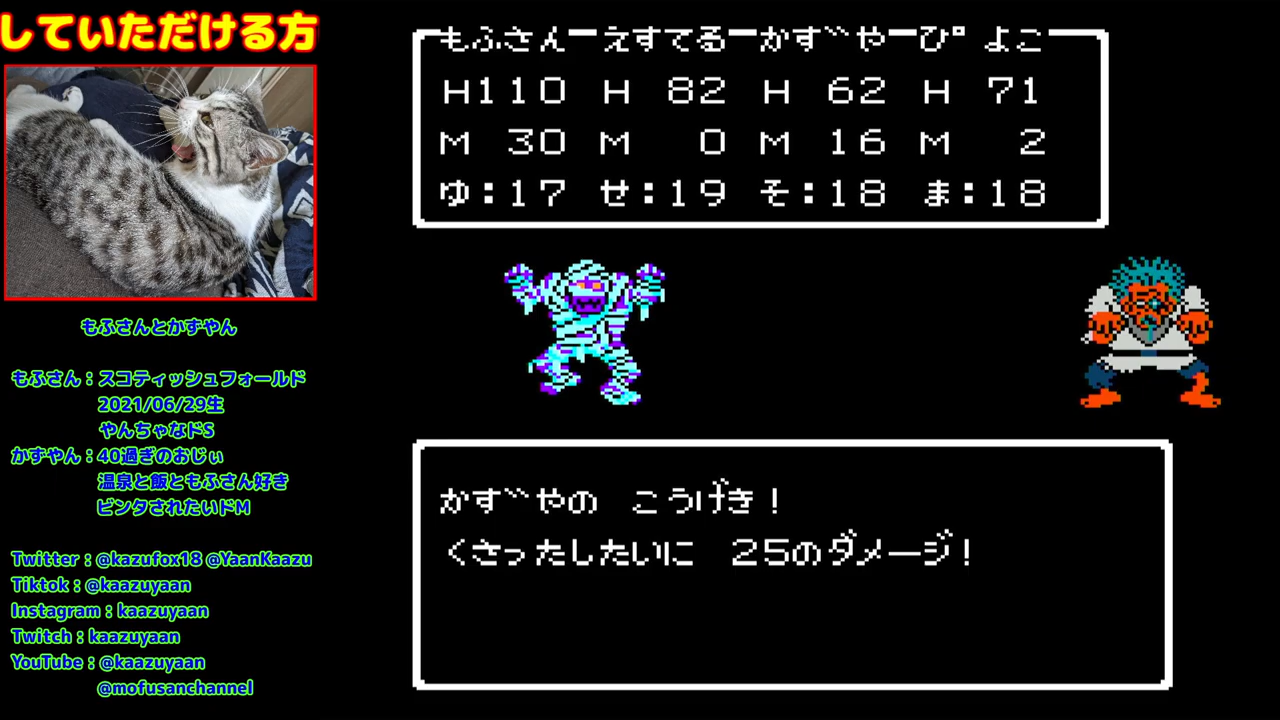 していただける方
もふさんとかずやん
もふさん：スコティッシュフォールド
2021/06/29生
やんちゃなドS
かずやん：40過ぎのおじぃ
温泉と飯ともふさん好き
ビンタされたいドM
Twitter：@kazufox18 @YaanKaazu
Tiktok：@kaazuyaan
Instagram：kaazuyaan
Twitch：kaazuyaan
YouTube：@kaazuyaan
@mofusanchannel
もふさん えすてる かず゛や ぴよこ
H110 H 82 H 62 H 71
M 30 M 0 M 16 M 2
ゆ:17 せ:19 そ:18 ま:18
かず゛やの こうげき！
くさったしたいに 25のダメージ！